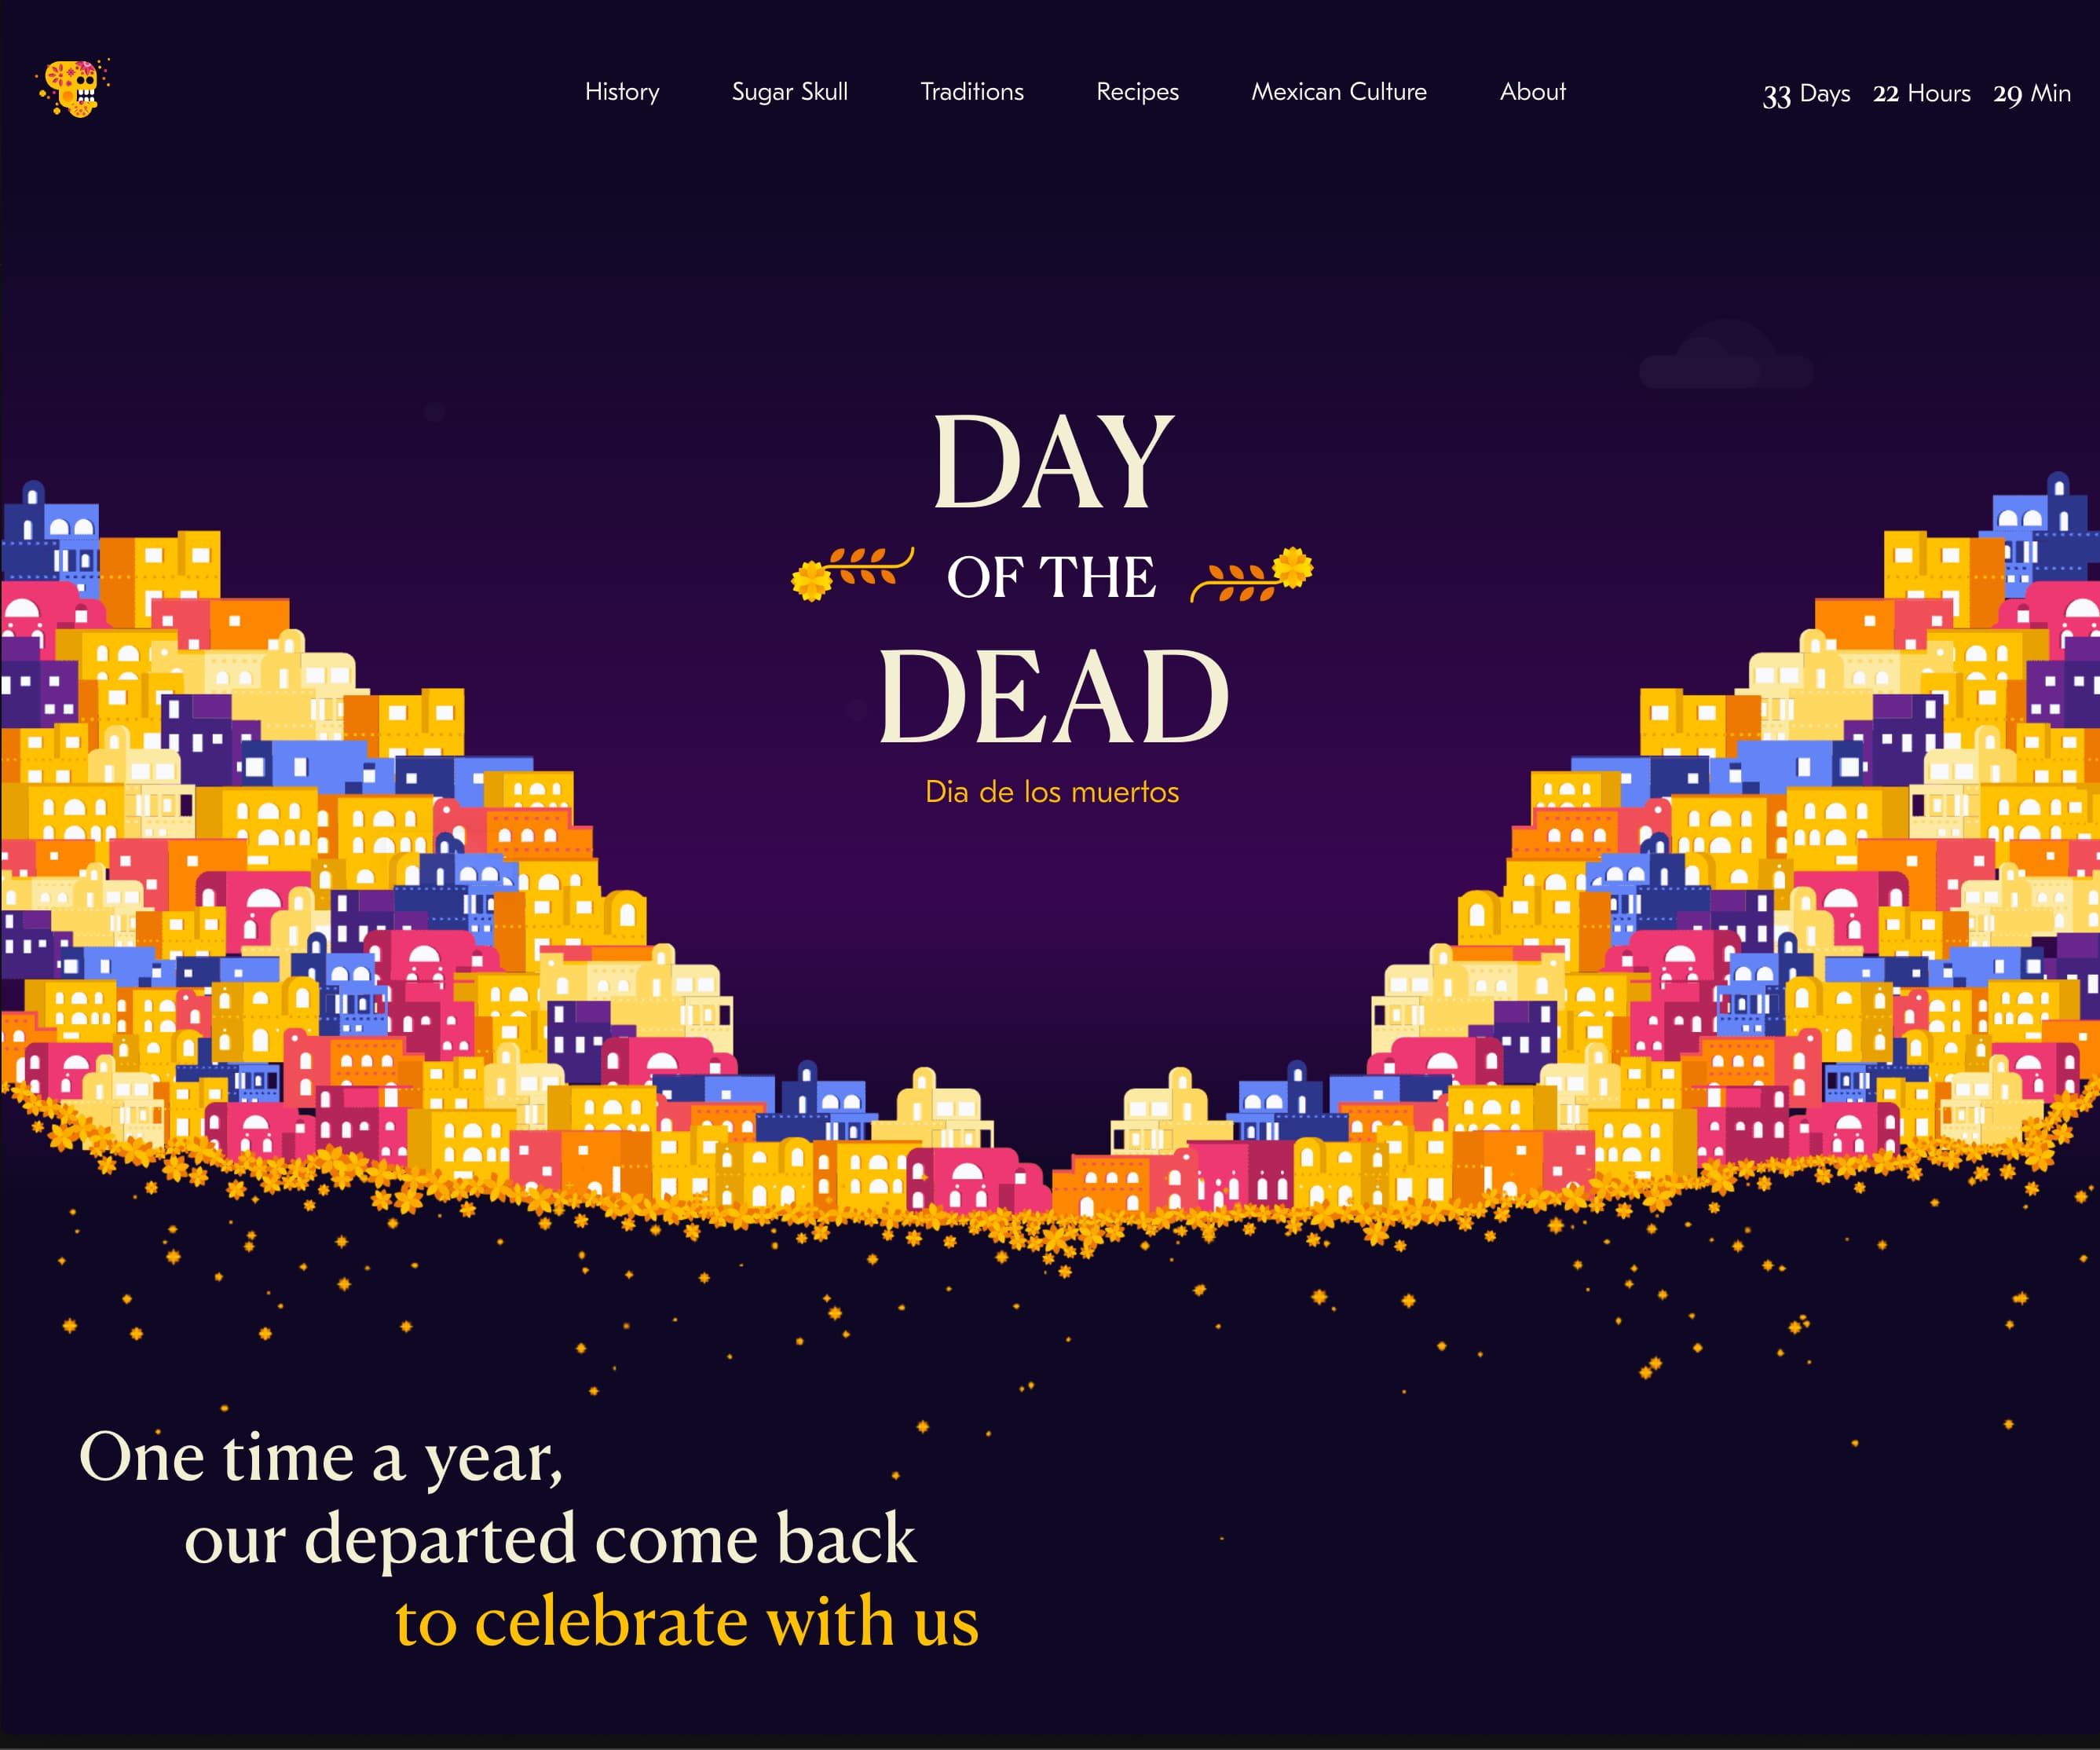 History
Sugar Skull
Traditions
Recipes
Mexican Culture
About
33 Days 22 Hours 29 Min
DAY
OF THE
DEAD
Dia de los muertos
One time a year,
our departed come back
to celebrate with us